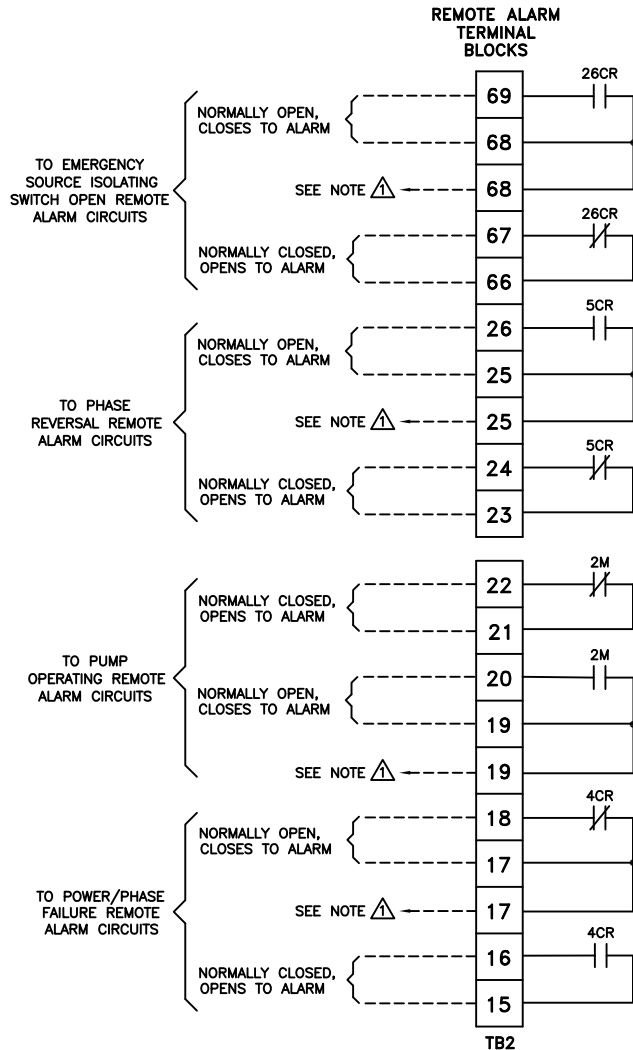 REMOTE ALARM
TERMINAL
BLOCKS
TO EMERGENCY
SOURCE ISOLATING
SWITCH OPEN REMOTE
ALARM CIRCUITS
NORMALLY OPEN,
CLOSES TO ALARM
69
26CR
68
SEE NOTE 1
68
NORMALLY CLOSED,
OPENS TO ALARM
67
26CR
66
TO PHASE
REVERSAL REMOTE
ALARM CIRCUITS
NORMALLY OPEN,
CLOSES TO ALARM
26
5CR
25
SEE NOTE 1
25
NORMALLY CLOSED,
OPENS TO ALARM
24
5CR
23
TO PUMP
OPERATING REMOTE
ALARM CIRCUITS
NORMALLY CLOSED,
OPENS TO ALARM
22
2M
21
NORMALLY OPEN,
CLOSES TO ALARM
20
2M
19
SEE NOTE 1
19
TO POWER/PHASE
FAILURE REMOTE
ALARM CIRCUITS
NORMALLY OPEN,
CLOSES TO ALARM
18
4CR
17
SEE NOTE 1
17
NORMALLY CLOSED,
OPENS TO ALARM
16
4CR
15
TB2